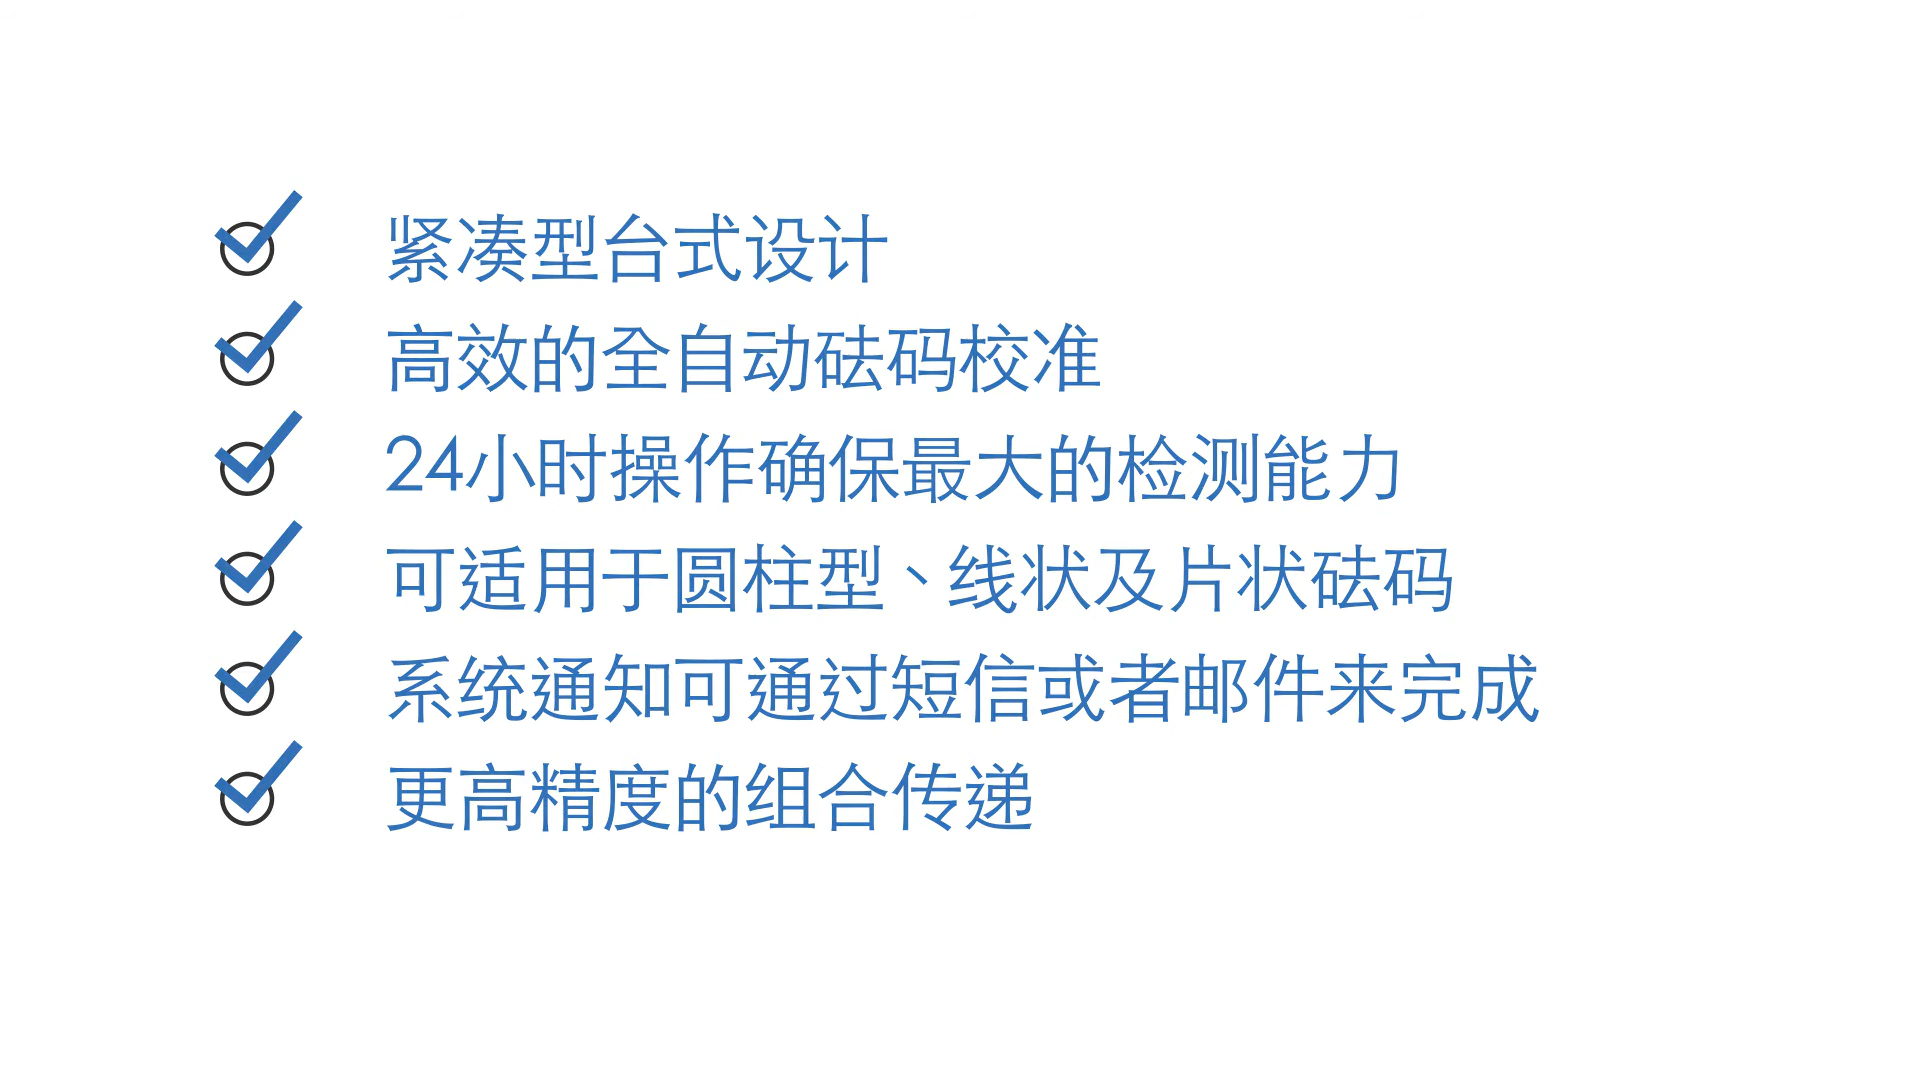 紧凑型台式设计
高效的全自动砝码校准
24小时操作确保最大的检测能力
可适用于圆柱型、线状及片状砝码
系统通知可通过短信或者邮件来完成
更高精度的组合传递